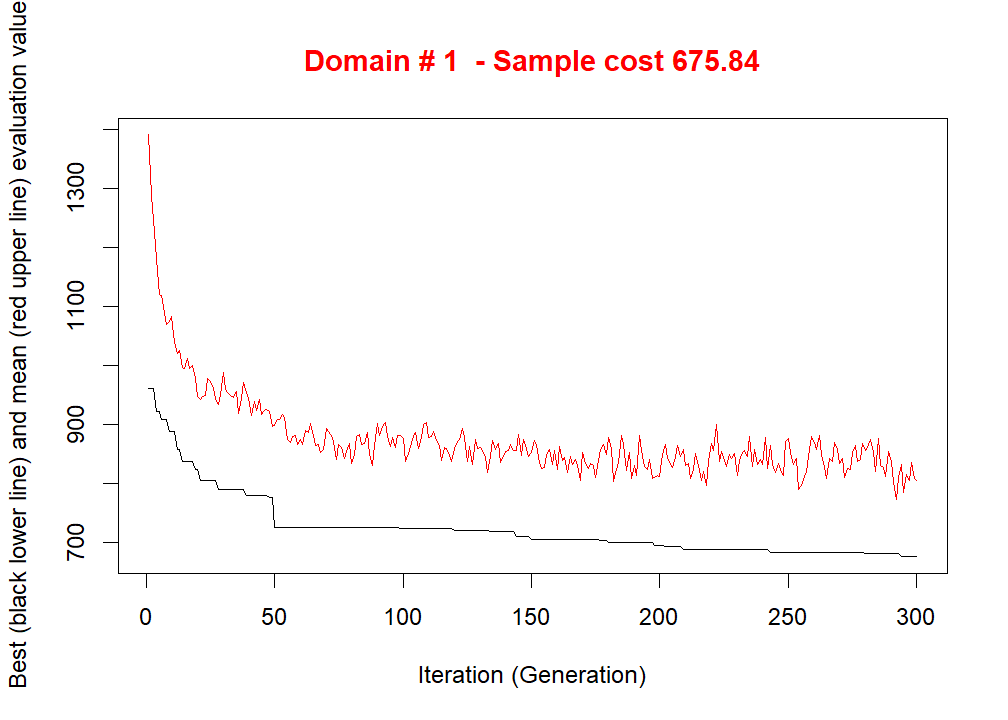 Domain # 1  - Sample cost 675.84
Best (black lower line) and mean (red upper line) evaluation value
1300
1100
900
700
0 50 100 150 200 250 300
Iteration (Generation)